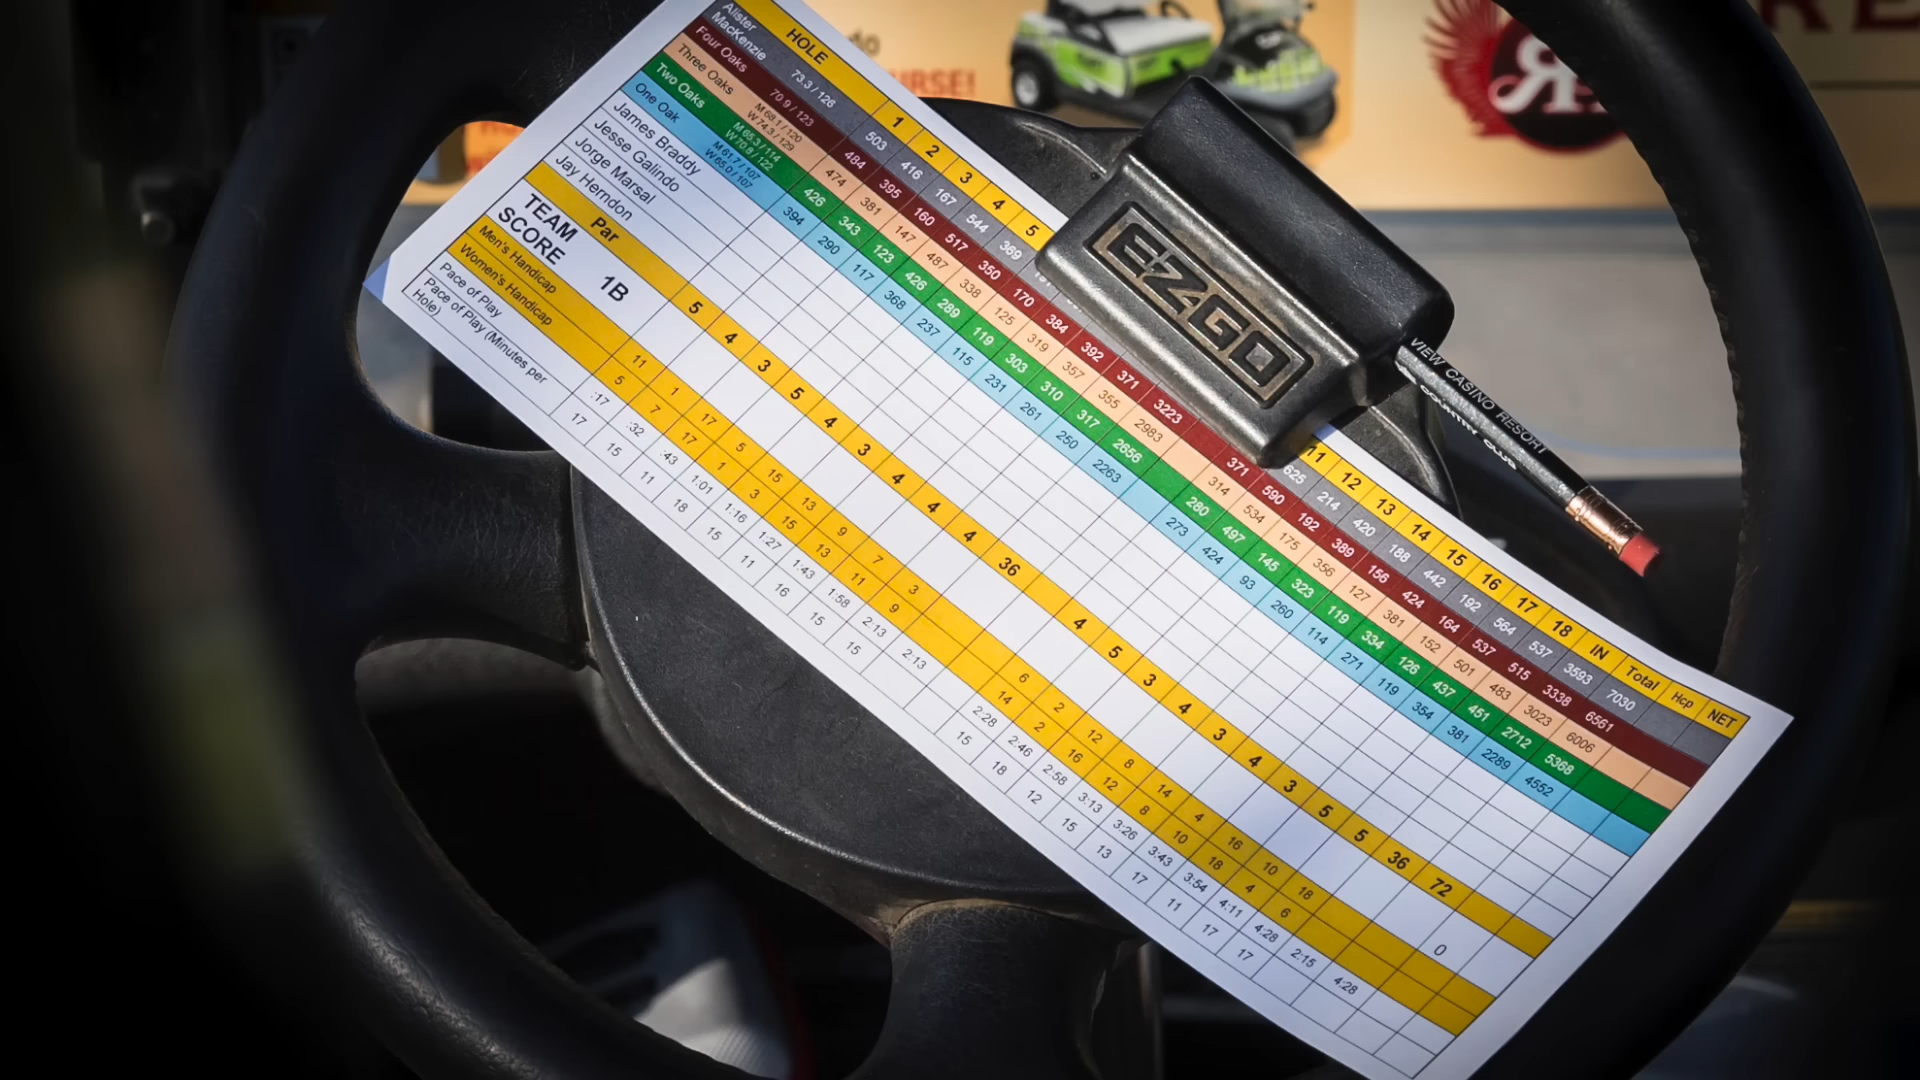 HOLE 1 2 3 4 5 11 12 13 14 15 16 17 18 IN Total Hcp NET
Alister
MacKenzie 73.3 / 126 503 416 167 544 369 625 214 420 188 442 192 564 537 3593 7030
Four Oaks 70.9 / 123 484 395 160 517 350 170 384 392 371 3223 371 590 192 389 156 424 164 537 515 3338 6561
Three Oaks M 68.1 / 120
W 74.3 / 129 474 381 147 487 338 125 319 357 355 2983 314 534 175 356 127 381 152 501 483 3023 6006
Two Oaks M 65.3 / 114
W 70.8 / 122 426 343 123 426 289 119 303 310 317 2656 280 497 145 323 119 334 126 437 451 2712 5368
One Oak M 61.7 / 107
W 65.0 / 107 394 290 117 368 237 115 231 261 250 2263 273 424 93 260 114 271 119 354 381 2289 4552
James Braddy
Jesse Galindo
Jorge Marsal
Jay Herndon
Par 5 4 3 5 4 3 4 4 4 36 4 5 3 4 3 4 3 5 5 36 72
TEAM
SCORE 1B 0
Men's Handicap 11 1 17 5 15 13 9 7 3 6 2 12 8 14 4 16 10 18
Women's Handicap 5 7 17 1 3 15 13 11 9 14 2 16 12 8 10 18 4 6
Pace of Play :17 :32 :43 1:01 1:16 1:27 1:43 1:58 2:13 2:13 2:28 2:46 2:58 3:13 3:26 3:43 3:54 4:11 4:28 2:15 4:28
Pace of Play (Minutes per
Hole) 17 15 11 18 15 11 16 15 15 15 18 12 15 13 17 11 17 17
EZGO
VIEW CASINO RESORT
COUNTRY CLUB